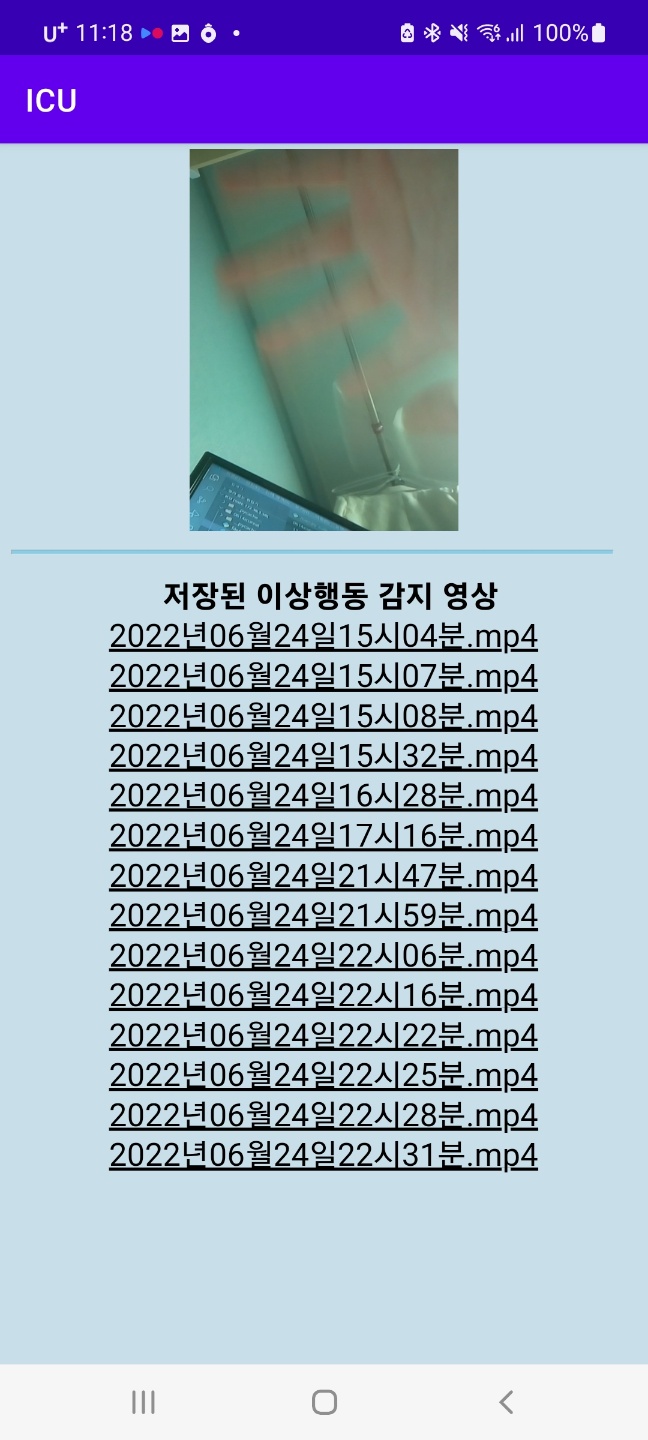 U+ 11:18 100%
ICU
저장된 이상행동 감지 영상
2022년06월24일15시04분.mp4
2022년06월24일15시07분.mp4
2022년06월24일15시08분.mp4
2022년06월24일15시32분.mp4
2022년06월24일16시28분.mp4
2022년06월24일17시16분.mp4
2022년06월24일21시47분.mp4
2022년06월24일21시59분.mp4
2022년06월24일22시06분.mp4
2022년06월24일22시16분.mp4
2022년06월24일22시22분.mp4
2022년06월24일22시25분.mp4
2022년06월24일22시28분.mp4
2022년06월24일22시31분.mp4